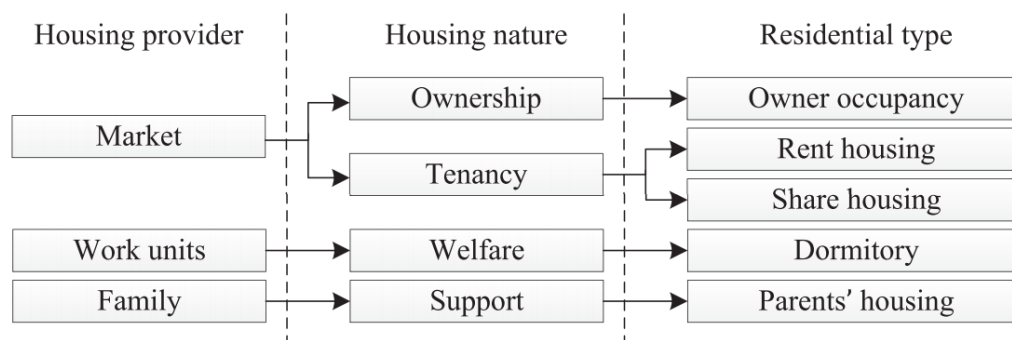 Housing provider
Housing nature
Residential type
Market
Ownership
Owner occupancy
Tenancy
Rent housing
Share housing
Work units
Welfare
Dormitory
Family
Support
Parents' housing